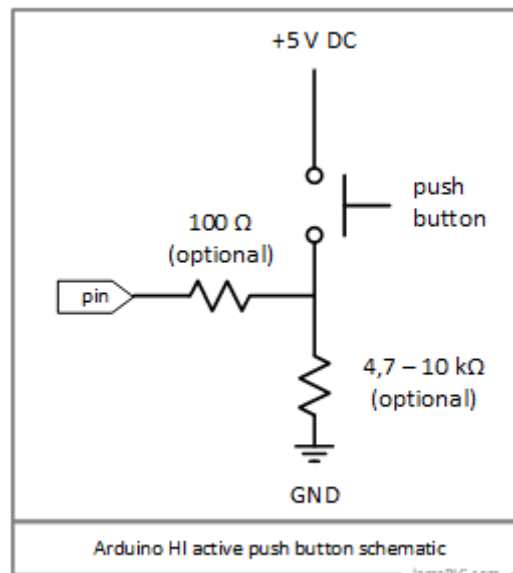 +5 V DC
push
button
100 Ω
(optional)
pin
4,7 – 10 kΩ
(optional)
GND
Arduino HI active push button schematic